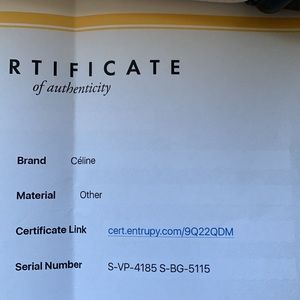 RTIFICATE
of authenticity
Brand Céline
Material Other
Certificate Link cert.entrupy.com/9Q22QDM
Serial Number S-VP-4185 S-BG-5115